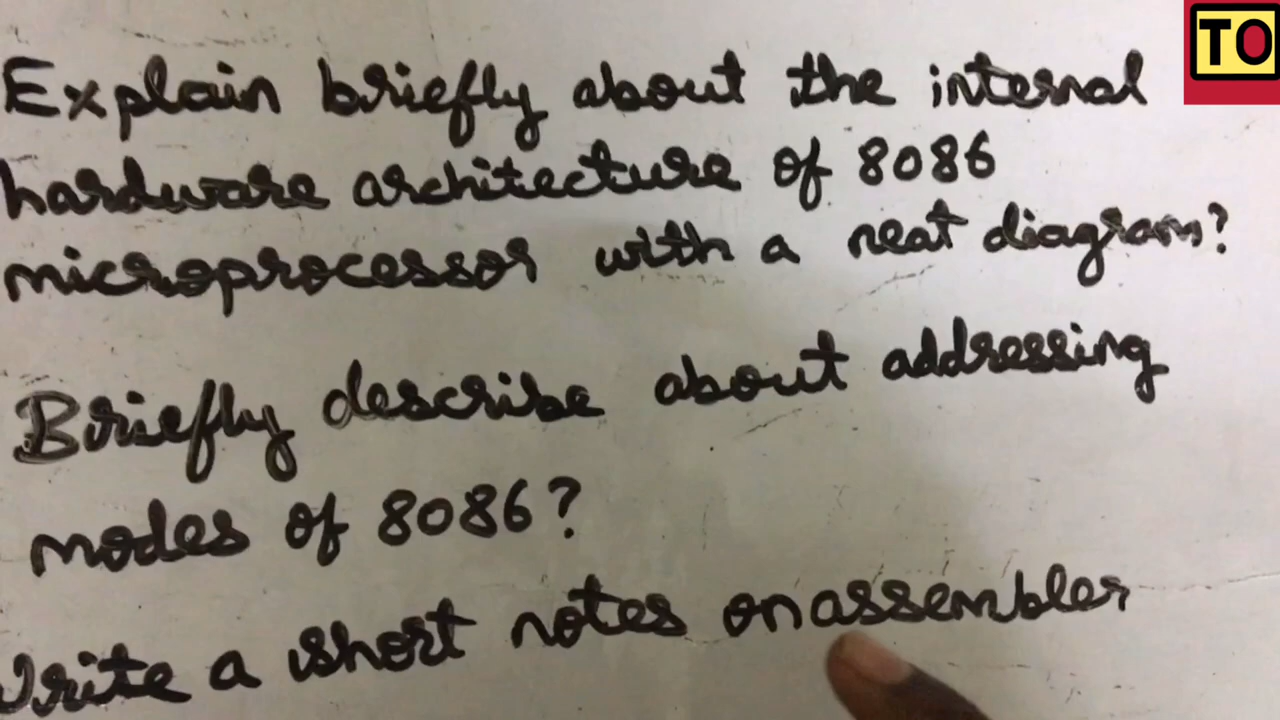 TO
Explain briefly about the internal
hardware architecture of 8086
microprocessor with a neat diagram?
Briefly describe about addressing
modes of 8086?
Write a short notes on assembler